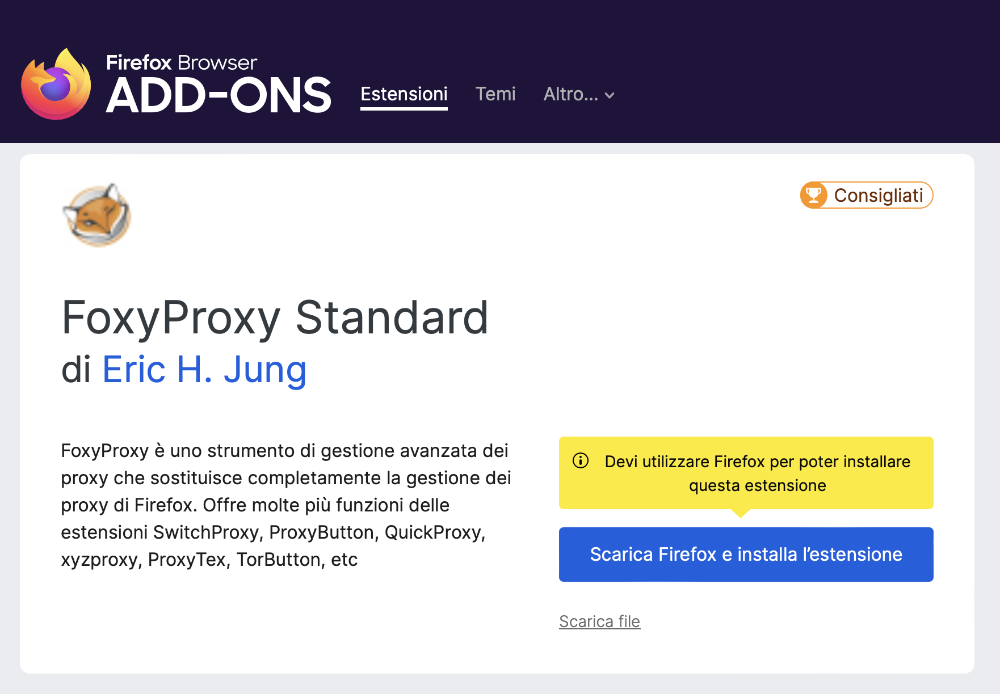 Firefox Browser
ADD-ONS
Estensioni Temi Altro...
Consigliati
FoxyProxy Standard
di Eric H. Jung
FoxyProxy è uno strumento di gestione avanzata dei
proxy che sostituisce completamente la gestione dei
proxy di Firefox. Offre molte più funzioni delle
estensioni SwitchProxy, ProxyButton, QuickProxy,
xyzproxy, ProxyTex, TorButton, etc
Devi utilizzare Firefox per poter installare
questa estensione
Scarica Firefox e installa l’estensione
Scarica file